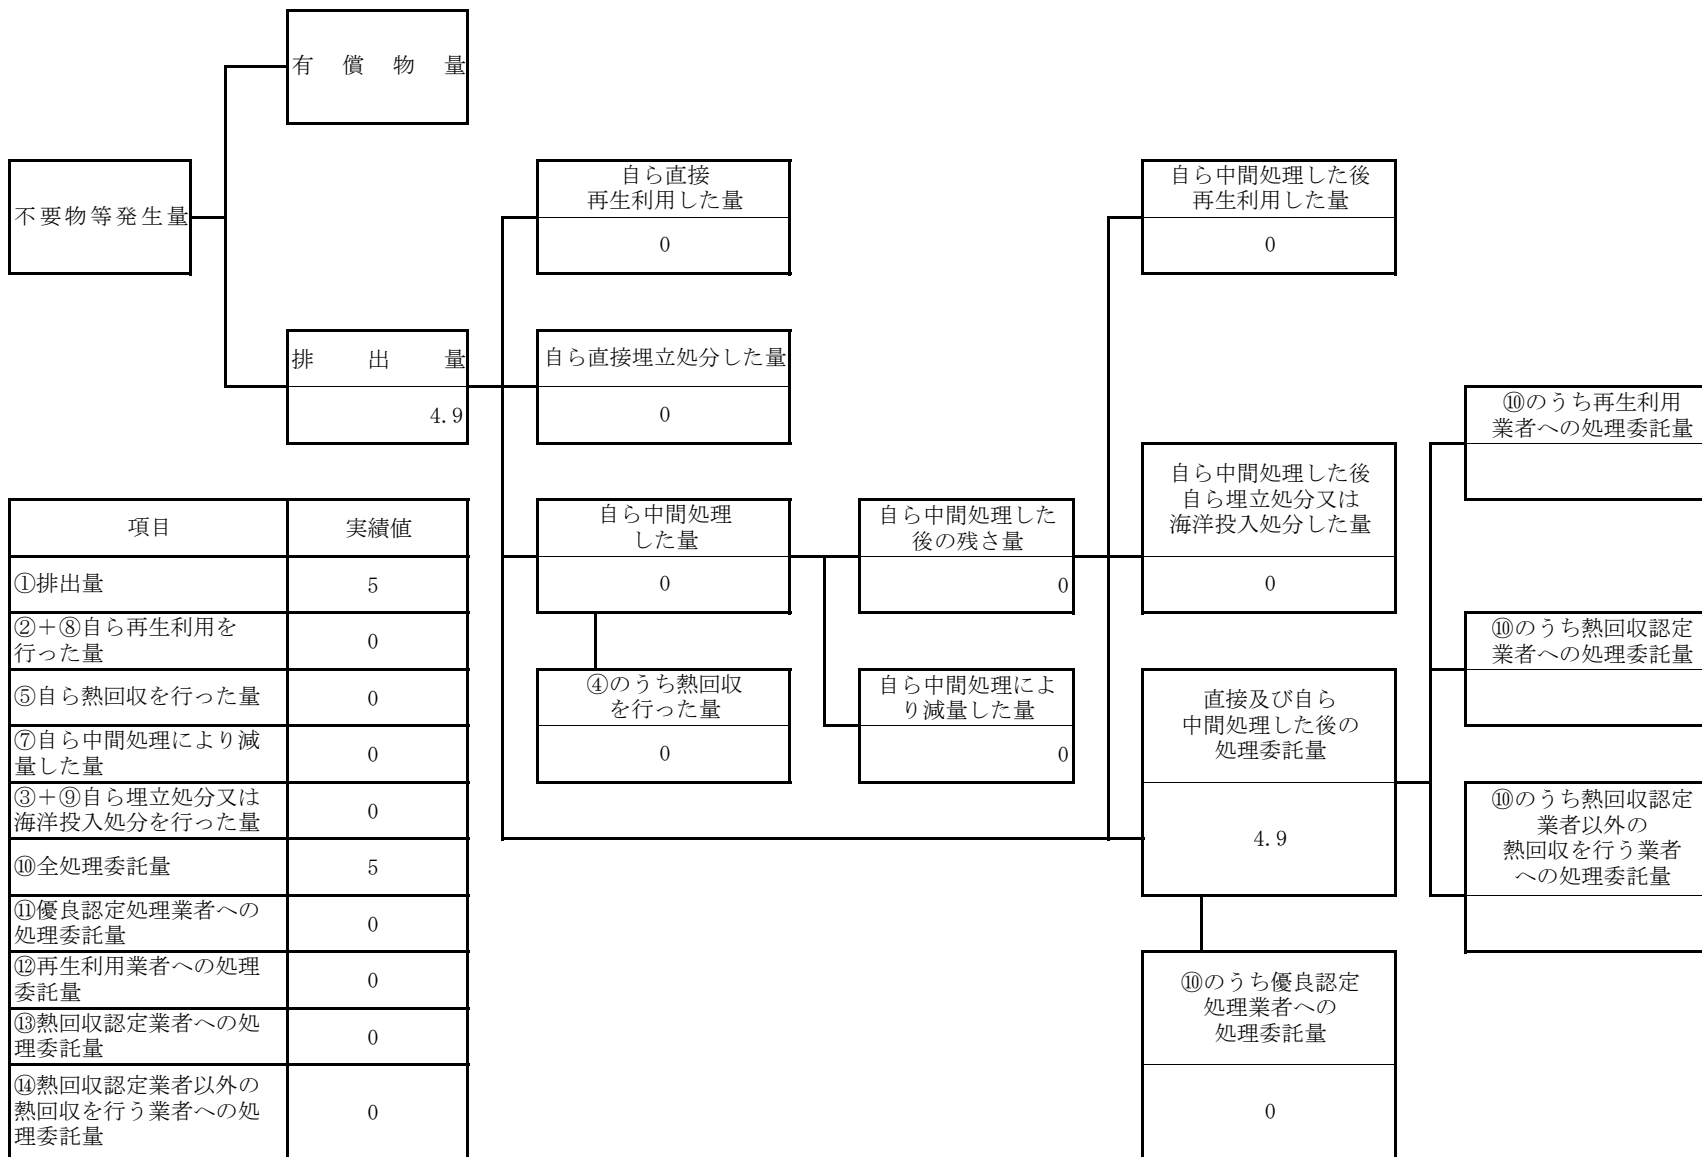 有償物量
不要物等発生量
自ら直接
再生利用した量
0
自ら中間処理した後
再生利用した量
0
排出量
4.9
自ら直接埋立処分した量
0
⑩のうち再生利用
業者への処理委託量
自ら中間処理した後
自ら埋立処分又は
海洋投入処分した量
0
自ら中間処理
した量
0
自ら中間処理した
後の残さ量
0
⑩のうち熱回収認定
業者への処理委託量
④のうち熱回収
を行った量
0
自ら中間処理によ
り減量した量
0
直接及び自ら
中間処理した後の
処理委託量
4.9
⑩のうち熱回収認定
業者以外の
熱回収を行う業者
への処理委託量
⑩のうち優良認定
処理業者への
処理委託量
0
項目 実績値
①排出量 5
②+⑧自ら再生利用を
行った量 0
⑤自ら熱回収を行った量 0
⑦自ら中間処理により減
量した量 0
③+⑨自ら埋立処分又は
海洋投入処分を行った量 0
⑩全処理委託量 5
⑪優良認定処理業者への
処理委託量 0
⑫再生利用業者への処理
委託量 0
⑬熱回収認定業者への処
理委託量 0
⑭熱回収認定業者以外の
熱回収を行う業者への処
理委託量 0